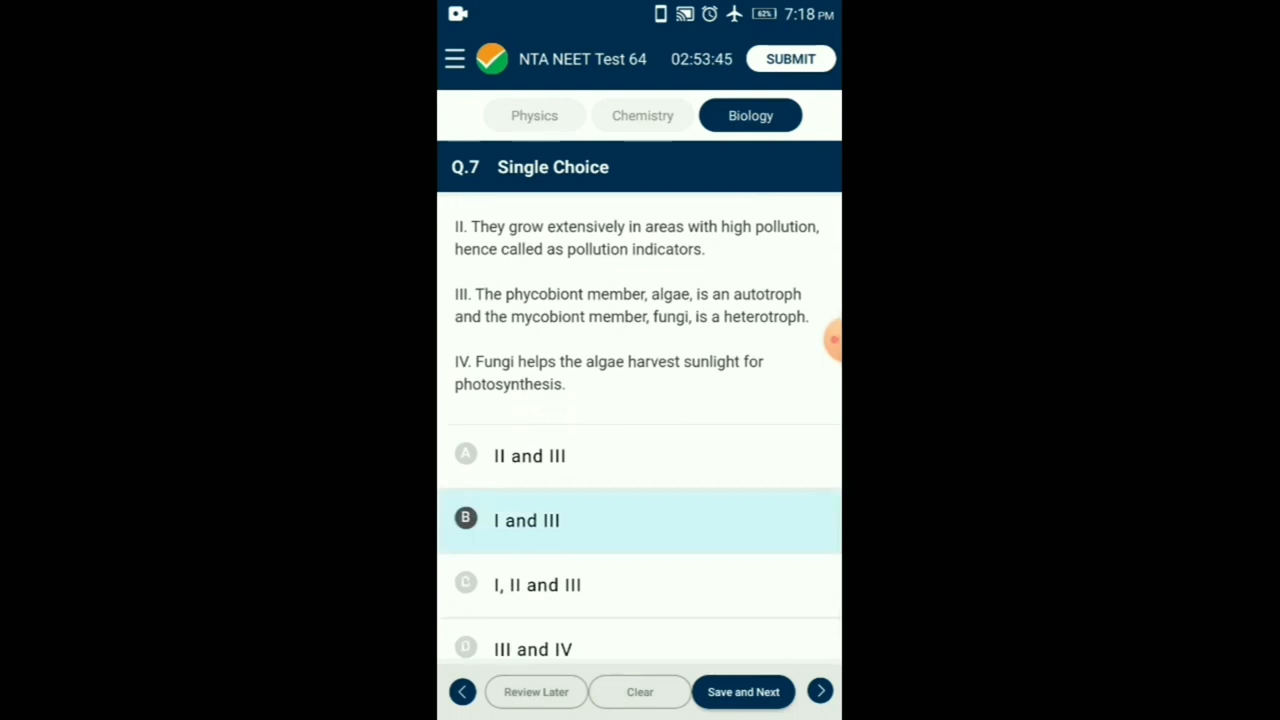 62% 7:18 PM
NTA NEET Test 64 02:53:45 SUBMIT
Physics Chemistry Biology
Q.7 Single Choice
II. They grow extensively in areas with high pollution,
hence called as pollution indicators.
III. The phycobiont member, algae, is an autotroph
and the mycobiont member, fungi, is a heterotroph.
IV. Fungi helps the algae harvest sunlight for
photosynthesis.
A II and III
B I and III
C I, II and III
D III and IV
Review Later Clear Save and Next